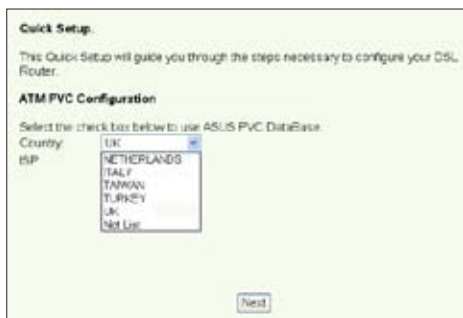 Quick Setup.
This Quick Setup will guide you through the steps necessary to configure your DSL
Router.
ATM PVC Configuration
Select the check box below to use ASUS PVC DataBase.
Country: UK
ISP
NETHERLANDS
ITALY
TAIWAN
TURKEY
UK
Not List
Next